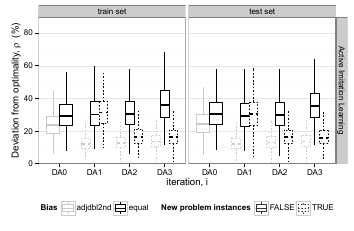 train set
test set
Deviation from optimality, ρ (%)
80
60
40
20
0
Active Imitation Learning
DA0 DA1 DA2 DA3
DA0 DA1 DA2 DA3
iteration, i
Bias adjdbl2nd equal New problem instances FALSE TRUE